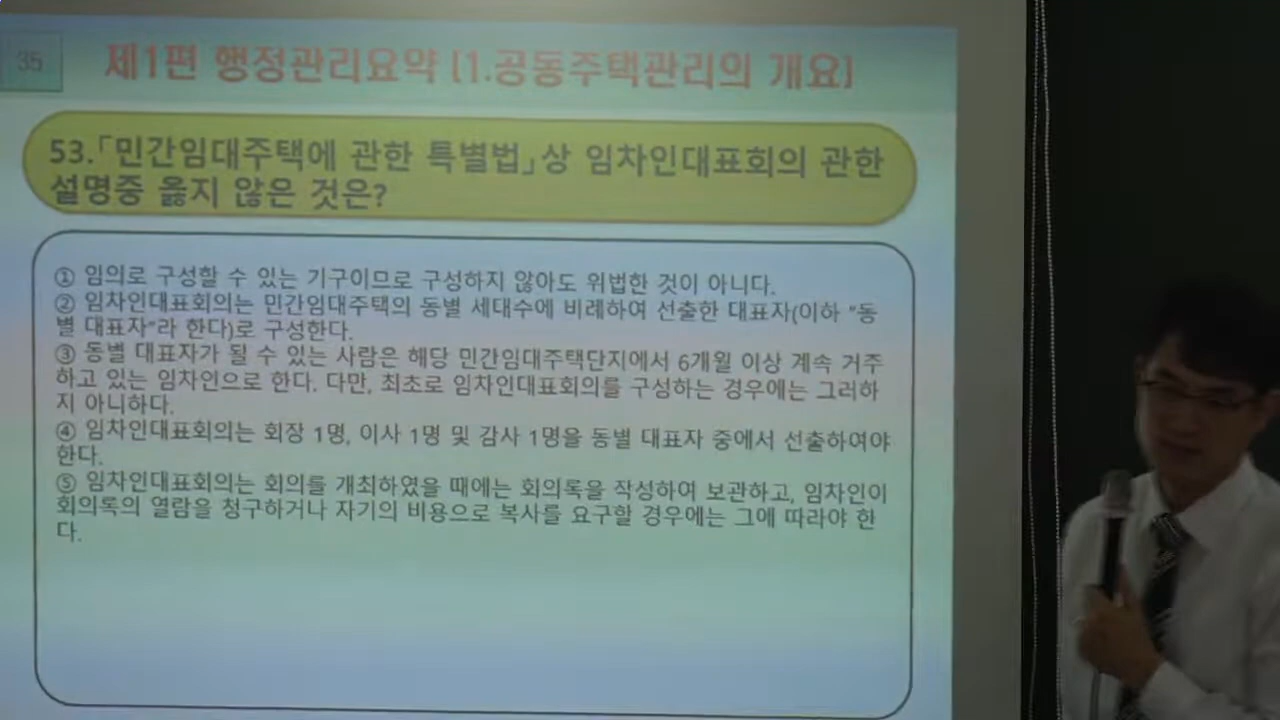 35
제1편 행정관리요약 [1.공동주택관리의 개요]
53.「민간임대주택에 관한 특별법」상 임차인대표회의 관한
설명중 옳지 않은 것은?
① 임의로 구성할 수 있는 기구이므로 구성하지 않아도 위법한 것이 아니다.
② 임차인대표회의는 민간임대주택의 동별 세대수에 비례하여 선출한 대표자(이하 "동
별 대표자"라 한다)로 구성한다.
③ 동별 대표자가 될 수 있는 사람은 해당 민간임대주택단지에서 6개월 이상 계속 거주
하고 있는 임차인으로 한다. 다만, 최초로 임차인대표회의를 구성하는 경우에는 그러하
지 아니하다.
④ 임차인대표회의는 회장 1명, 이사 1명 및 감사 1명을 동별 대표자 중에서 선출하여야
한다.
⑤ 임차인대표회의는 회의를 개최하였을 때에는 회의록을 작성하여 보관하고, 임차인이
회의록의 열람을 청구하거나 자기의 비용으로 복사를 요구할 경우에는 그에 따라야 한
다.